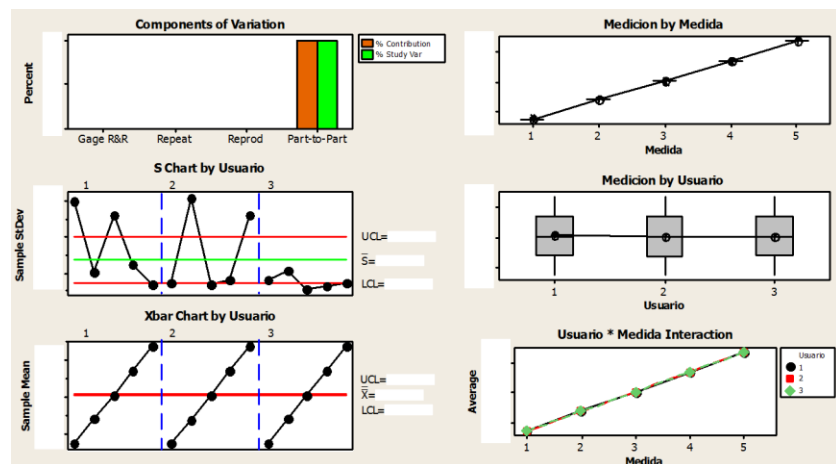 Components of Variation
Percent
% Contribution
% Study Var
Gage R&R Repeat Reprod Part-to-Part
S Chart by Usuario
1 2 3
Sample StDev
UCL=
S=
LCL=
Xbar Chart by Usuario
1 2 3
Sample Mean
UCL=
X=
LCL=
Medicion by Medida
1 2 3 4 5
Medida
Medicion by Usuario
1 2 3
Usuario
Usuario * Medida Interaction
Average
Usuario
1
2
3
1 2 3 4 5
Medida